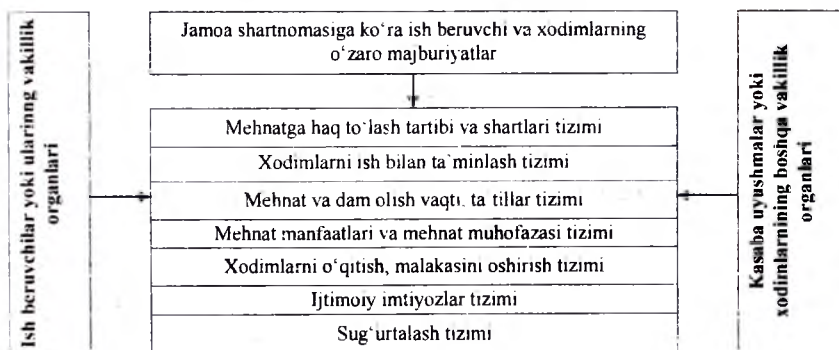 Ish beruvchilar yoki ularinng vakillik
organlari
Jamoa shartnomasiga ko‘ra ish beruvchi va xodimlarning
o‘zaro majburiyatlar
Mehnatga haq to‘lash tartibi va shartlari tizimi
Xodimlarni ish bilan ta`minlash tizimi
Mehnat va dam olish vaqti, ta tillar tizimi
Mehnat manfaatlari va mehnat muhofazasi tizimi
Xodimlarni o‘qitish, malakasini oshirish tizimi
Ijtimoiy imtiyozlar tizimi
Sug‘urtalash tizimi
Kasaba uyushmalar yoki
xodimlarnining boshqa vakillik
organlari